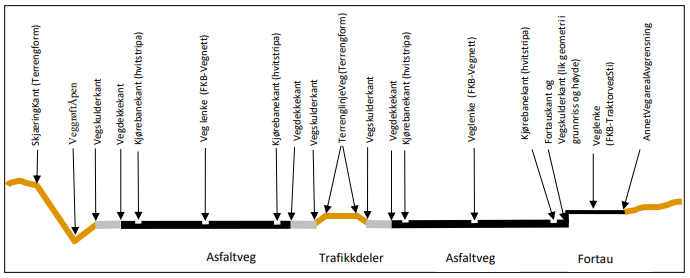 SkjæringKant (Terrengform)
VeggrøftÅpen
Vegskulderkant
Vegdekkekant
Kjørebanekant (hvitstripa)
Veg lenke (FKB-Vegnett)
Kjørebanekant (hvitstripa)
Vegdekkekant
Vegskulderkant
TerrenglinjeVeg(Terrengform)
Vegskulderkant
Vegdekkekant
Kjørebanekant (hvitstripa)
Veglenke (FKB-Vegnett)
Kjørebanekant (hvitstripa)
Fortauskant og
Vegskulderkant (lik geometri i
grunnriss og høyde)
Veglenke
(FKB-TraktorvegSti)
AnnetVegarealAvgrensning
Asfaltveg
Trafikkdeler
Asfaltveg
Fortau